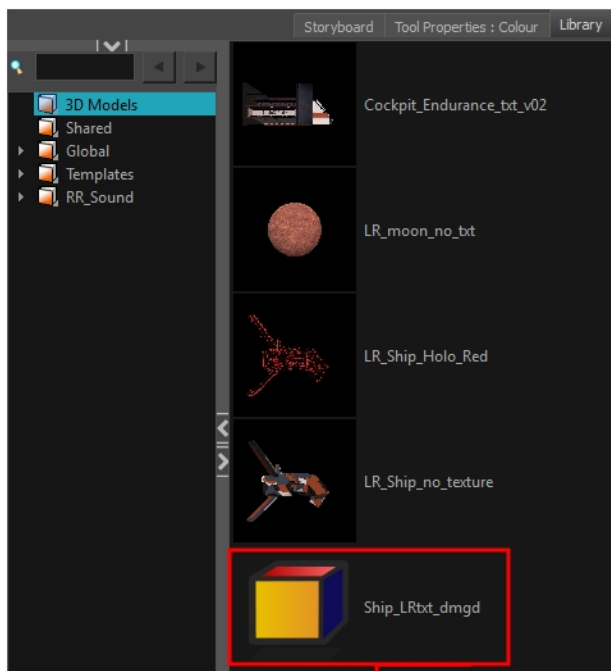 Storyboard
Tool Properties : Colour
Library
3D Models
Shared
Global
Templates
RR_Sound
Cockpit_Endurance_txt_v02
LR_moon_no_txt
LR_Ship_Holo_Red
LR_Ship_no_texture
Ship_LRtxt_dmgd